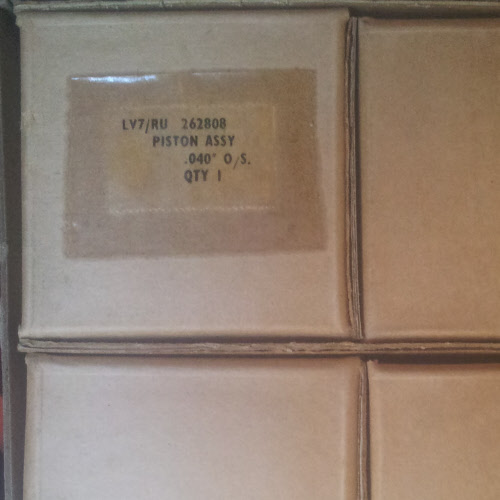 LV7/RU 262808
PISTON ASSY
.040" O/S.
QTY 1